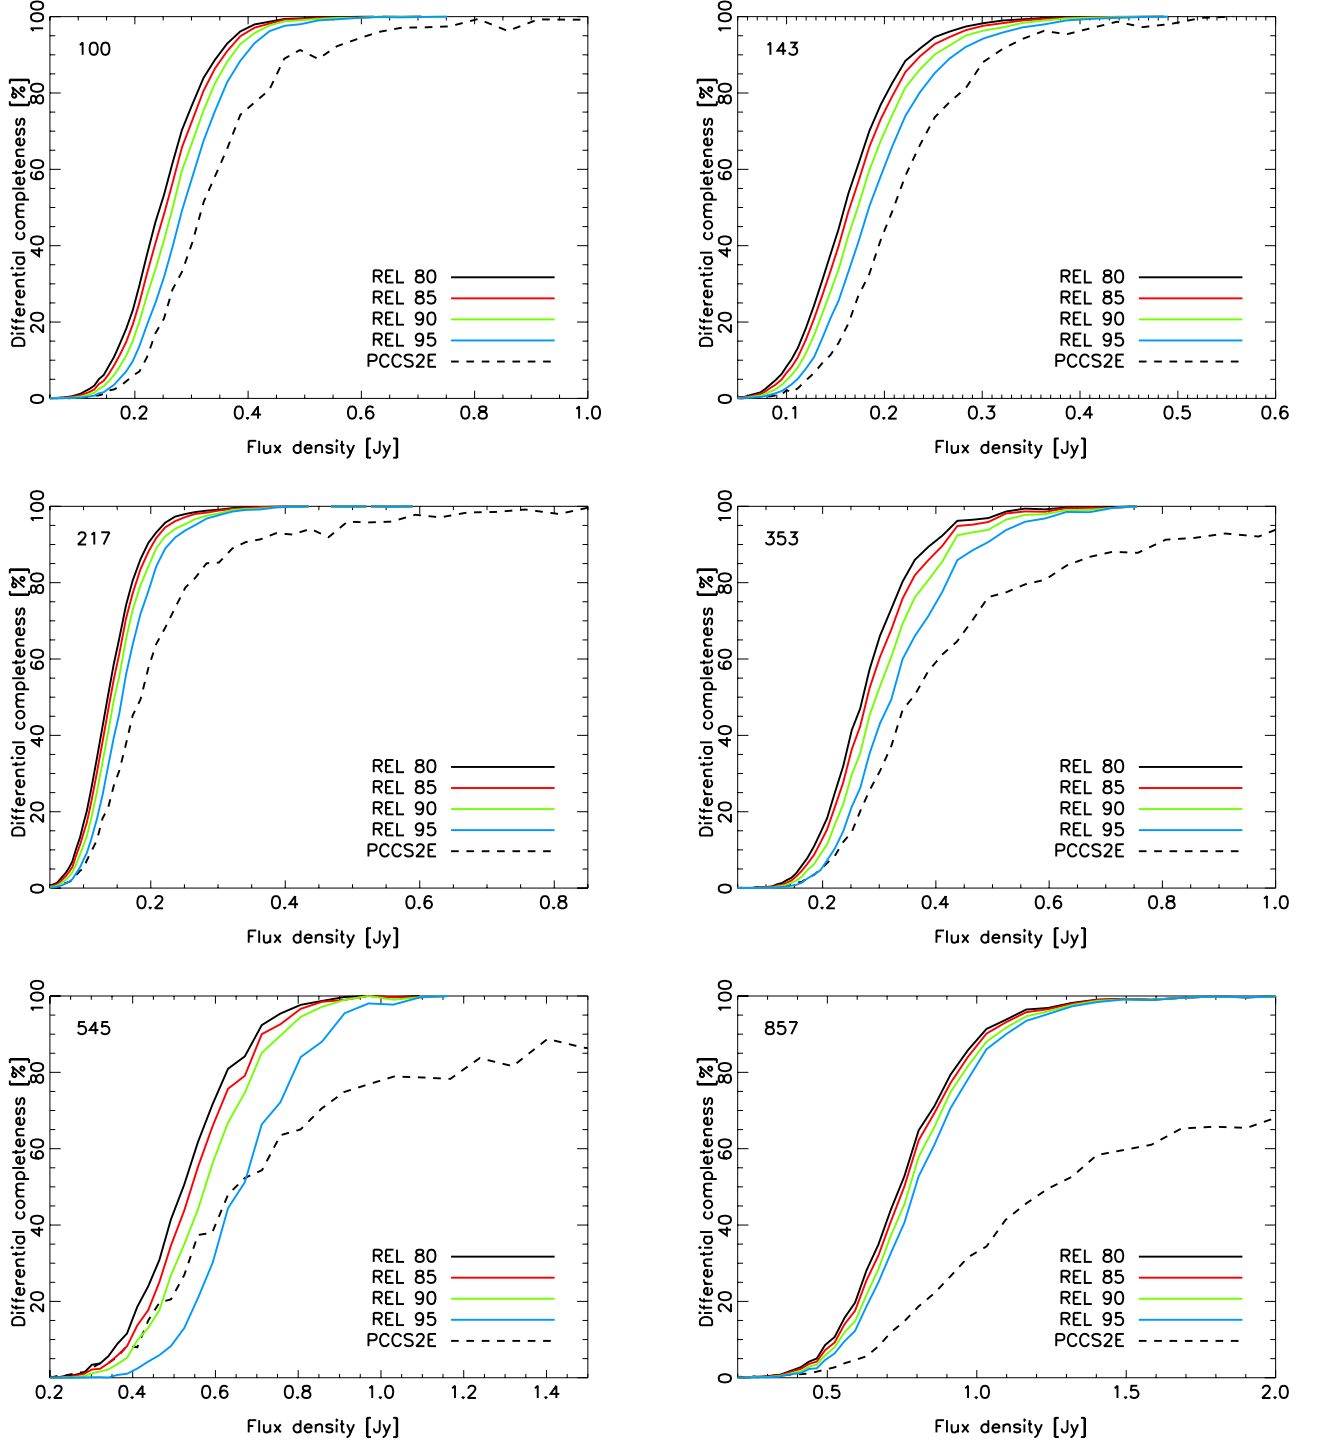 100
Differential completeness [%]
0
20
40
60
80
100
REL 80
REL 85
REL 90
REL 95
PCCS2E
0.2
0.4
0.6
0.8
1.0
Flux density [Jy]
143
Differential completeness [%]
0
20
40
60
80
100
REL 80
REL 85
REL 90
REL 95
PCCS2E
0.1
0.2
0.3
0.4
0.5
0.6
Flux density [Jy]
217
Differential completeness [%]
0
20
40
60
80
100
REL 80
REL 85
REL 90
REL 95
PCCS2E
0.2
0.4
0.6
0.8
Flux density [Jy]
353
Differential completeness [%]
0
20
40
60
80
100
REL 80
REL 85
REL 90
REL 95
PCCS2E
0.2
0.4
0.6
0.8
1.0
Flux density [Jy]
545
Differential completeness [%]
0
20
40
60
80
100
REL 80
REL 85
REL 90
REL 95
PCCS2E
0.2
0.4
0.6
0.8
1.0
1.2
1.4
Flux density [Jy]
857
Differential completeness [%]
0
20
40
60
80
100
REL 80
REL 85
REL 90
REL 95
PCCS2E
0.5
1.0
1.5
2.0
Flux density [Jy]